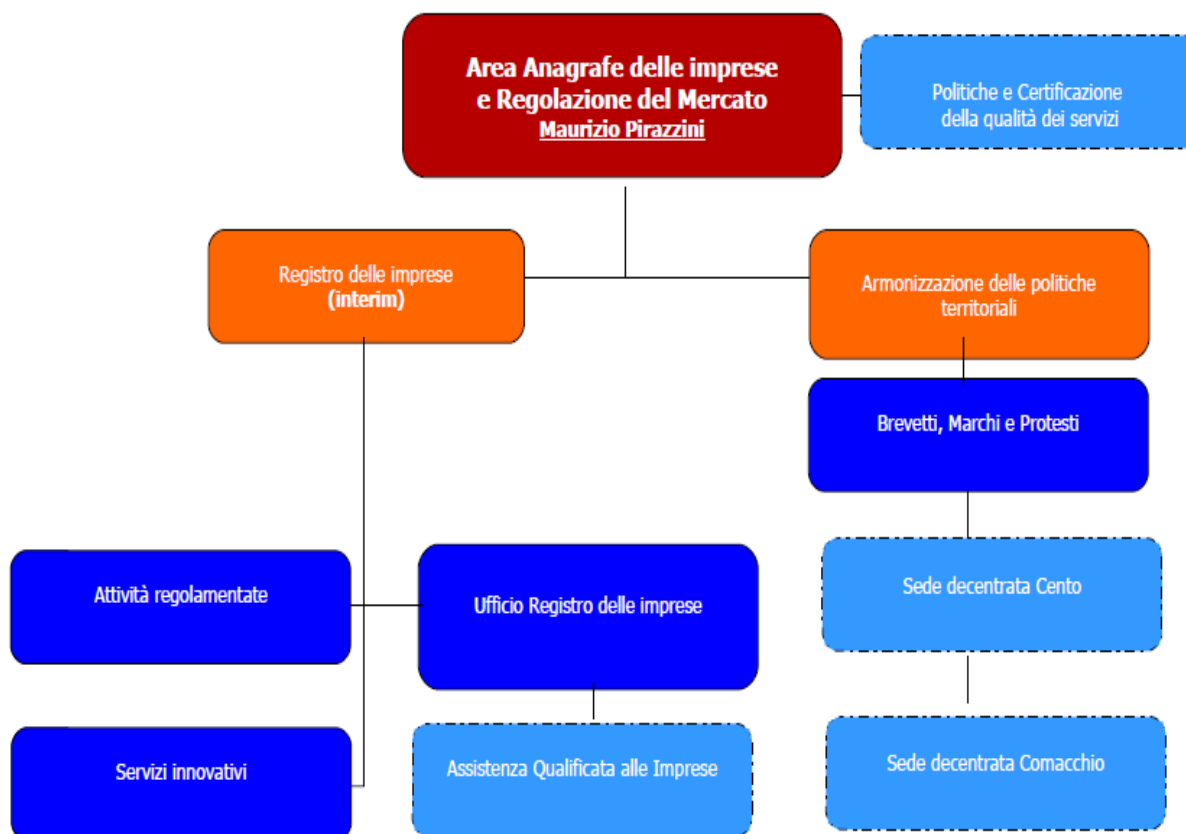 Area Anagrafe delle imprese
e Regolazione del Mercato
Maurizio Pirazzini
Politiche e Certificazione
della qualità dei servizi
Registro delle imprese
(interim)
Armonizzazione delle politiche
territoriali
Brevetti, Marchi e Protesti
Attività regolamentate
Ufficio Registro delle imprese
Sede decentrata Cento
Servizi innovativi
Assistenza Qualificata alle Imprese
Sede decentrata Comacchio